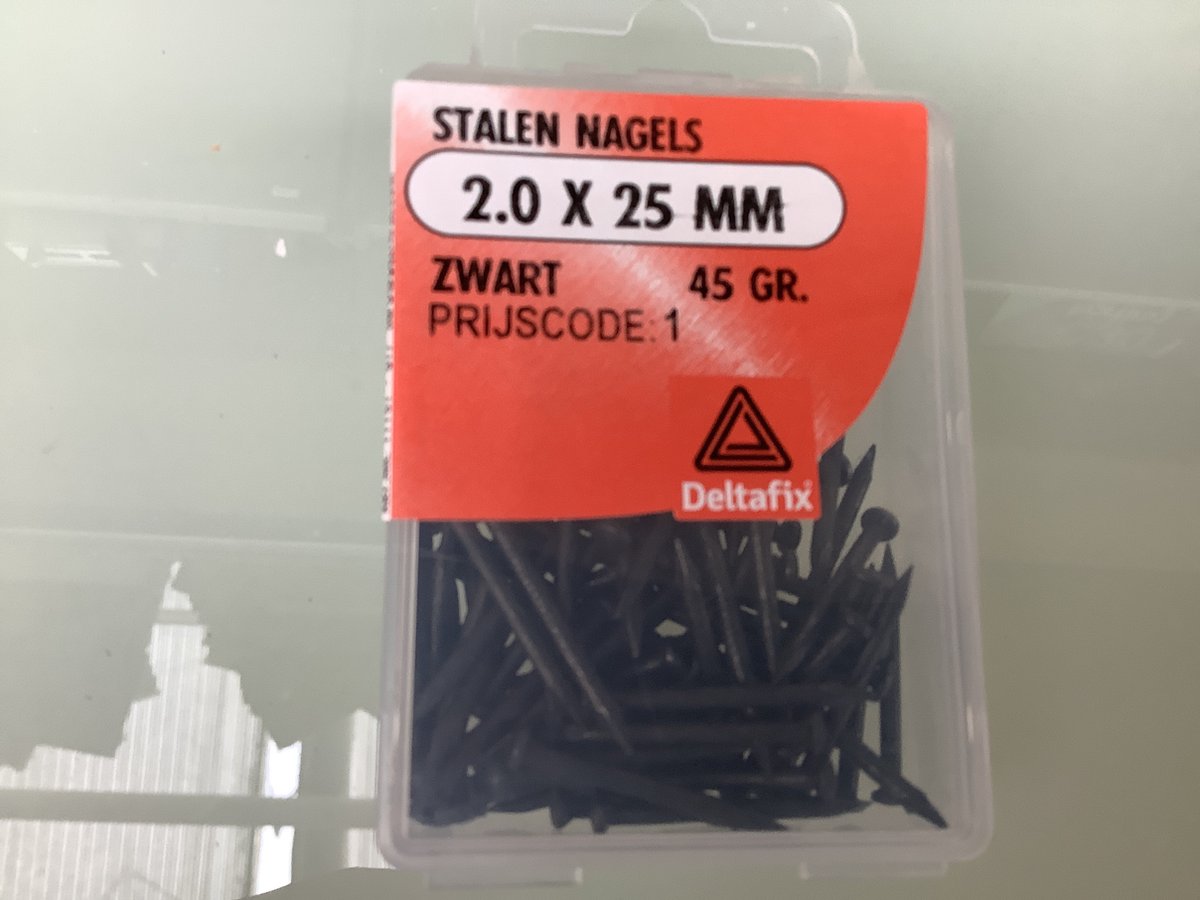 STALEN NAGELS
2.0 X 25 MM
ZWART 45 GR.
PRIJSCODE: 1
Deltafix